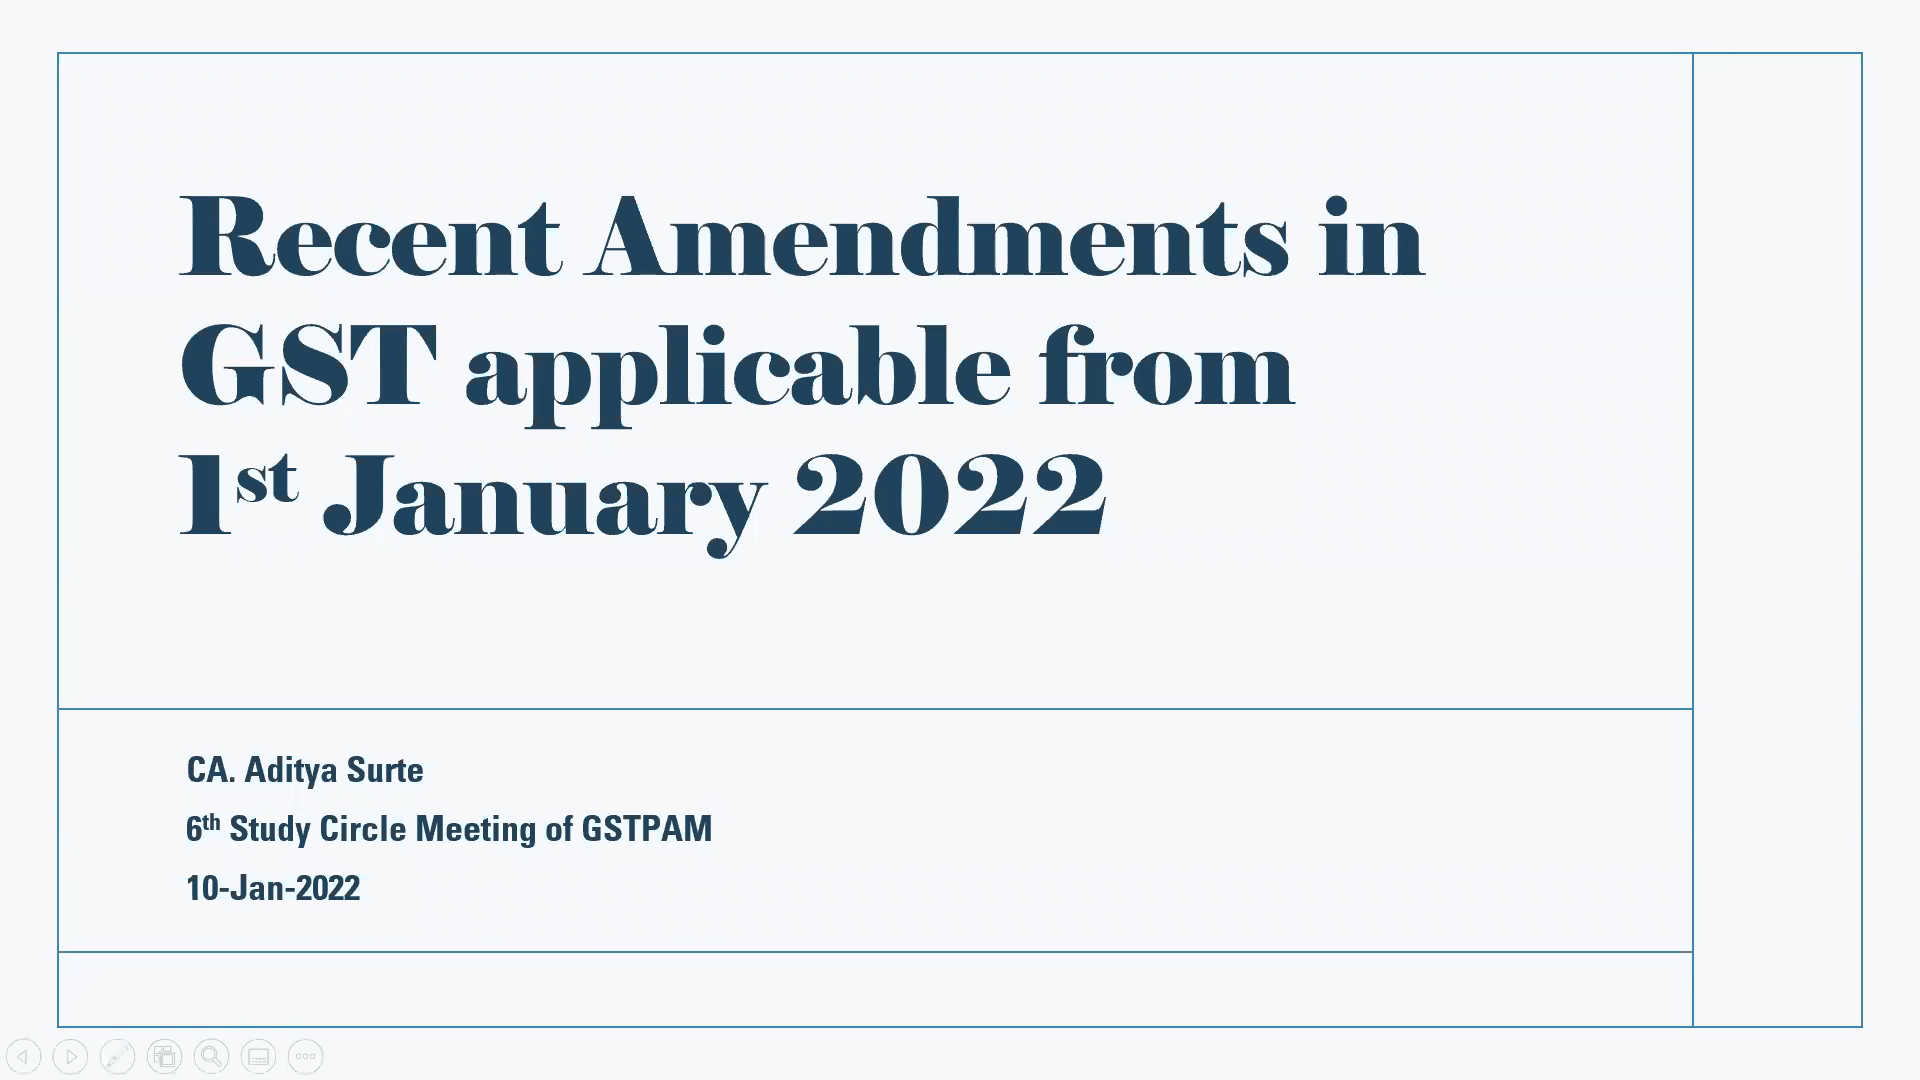 Recent Amendments in
GST applicable from
1st January 2022
CA. Aditya Surte
6th Study Circle Meeting of GSTPAM
10-Jan-2022